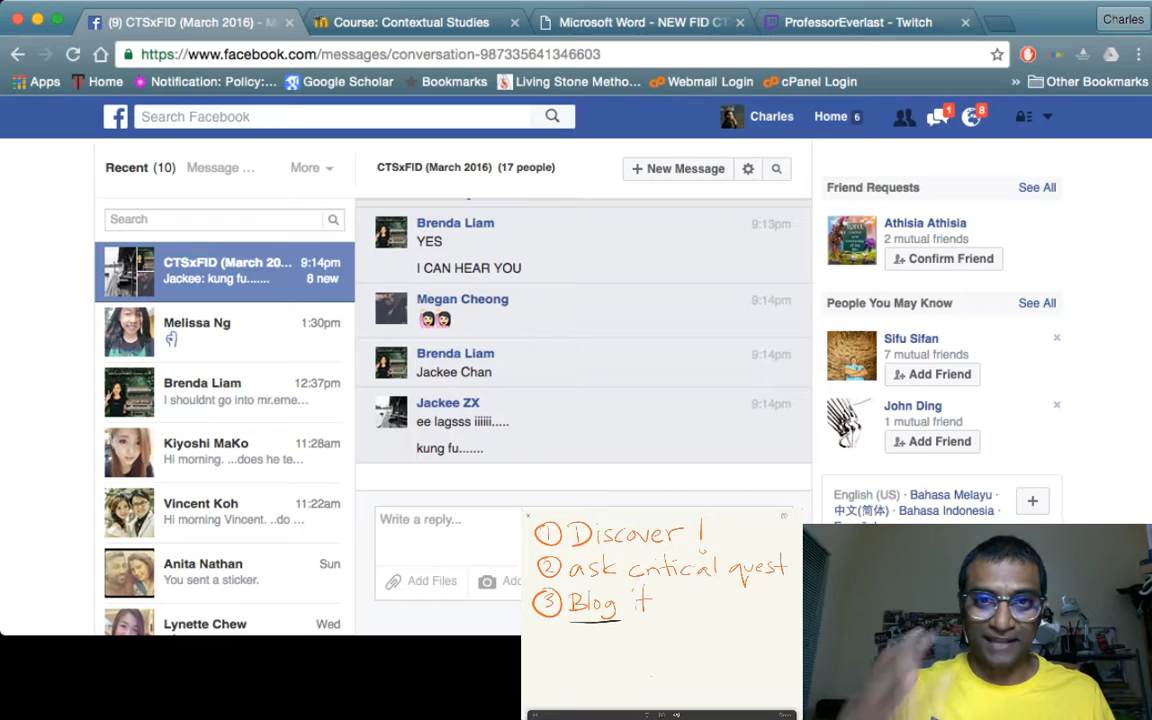 (9) CTSxFID (March 2016) - M
Course: Contextual Studies
Microsoft Word - NEW FID CT
ProfessorEverlast - Twitch
Charles
https://www.facebook.com/messages/conversation-987335641346603
Apps
Home
Notification: Policy:...
Google Scholar
Bookmarks
Living Stone Metho...
Webmail Login
cPanel Login
»
Other Bookmarks
Search Facebook
Charles
Home 6
1
8
Recent (10)
Message ...
More
CTSxFID (March 2016) (17 people)
+ New Message
Search
CTSxFID (March 20... 9:14pm
Jackee: kung fu....... 8 new
Melissa Ng 1:30pm
Brenda Liam 12:37pm
I shouldnt go into mr.erne...
Kiyoshi MaKo 11:28am
Hi morning. ...does he te...
Vincent Koh 11:22am
Hi morning Vincent. ..do ...
Anita Nathan Sun
You sent a sticker.
Lynette Chew Wed
Brenda Liam 9:13pm
YES
I CAN HEAR YOU
Megan Cheong 9:14pm
Brenda Liam 9:14pm
Jackee Chan
Jackee ZX 9:14pm
ee lagsss iiiiii.....
kung fu.......
Write a reply...
Add Files
Add
Friend Requests See All
Athisia Athisia
2 mutual friends
Confirm Friend
People You May Know See All
Sifu Sifan
7 mutual friends
Add Friend
John Ding
1 mutual friend
Add Friend
English (US) · Bahasa Melayu ·
中文(简体) · Bahasa Indonesia ·
① Discover !
② ask critical quest
③ Blog it